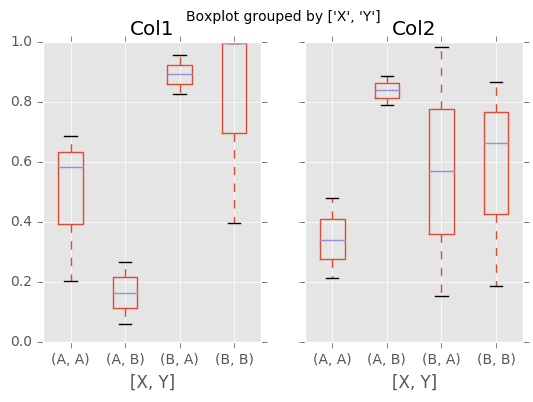 Boxplot grouped by ['X', 'Y']
Col1
Col2
1.0
0.8
0.6
0.4
0.2
0.0
(A, A) (A, B) (B, A) (B, B)
(A, A) (A, B) (B, A) (B, B)
[X, Y]
[X, Y]